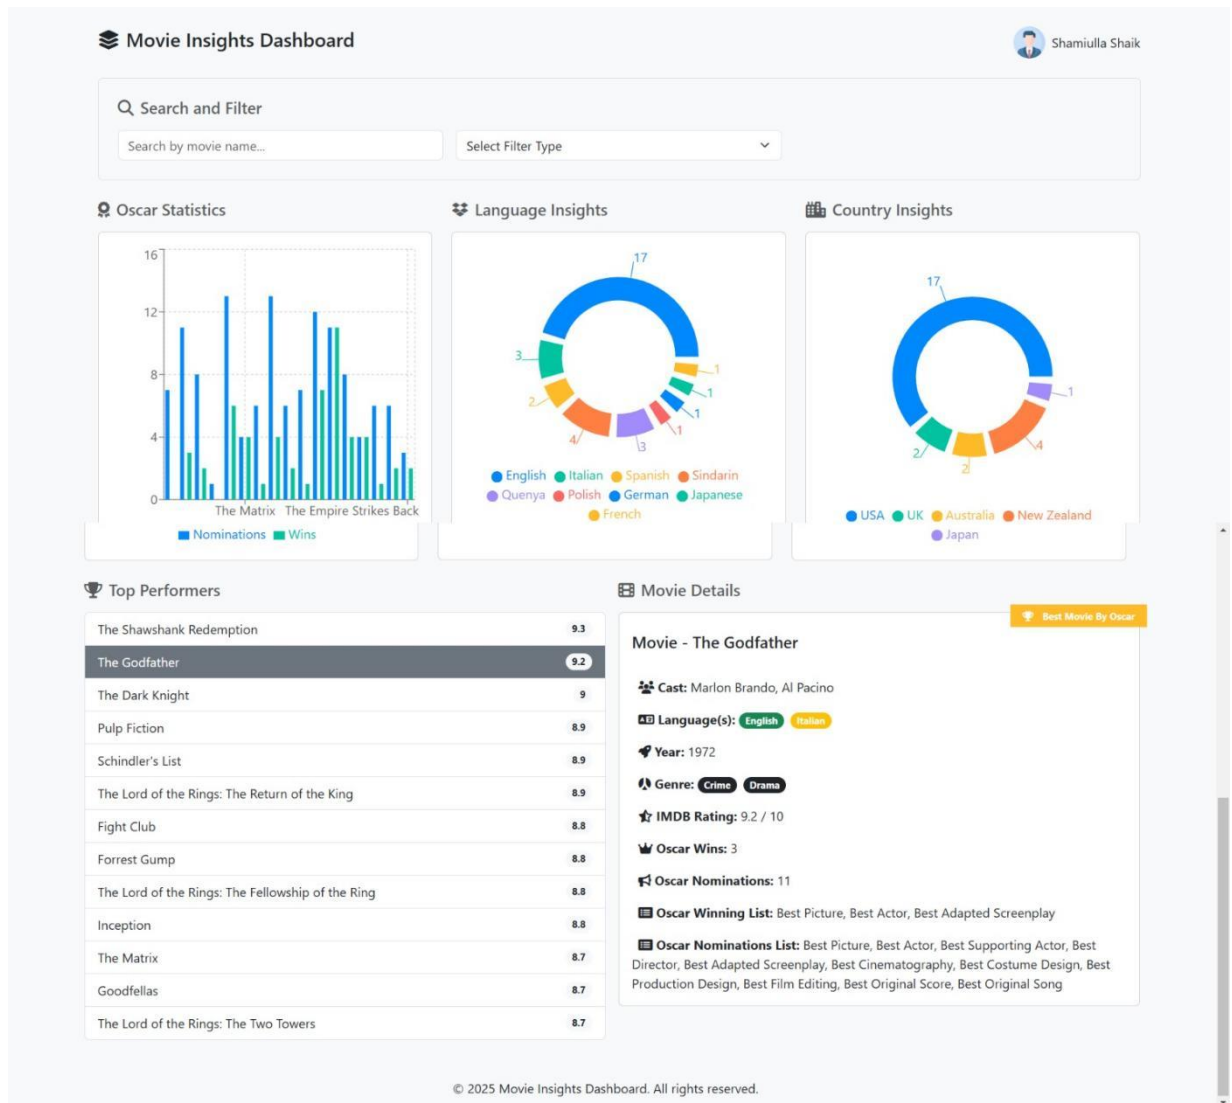 Movie Insights Dashboard
Shamiulla Shaik
Search and Filter
Search by movie name...
Select Filter Type
Oscar Statistics
16
12
8
4
0
The Matrix
The Empire Strikes Back
Nominations
Wins
Language Insights
17
3
2
4
3
1
1
1
1
English
Italian
Spanish
Sindarin
Quenya
Polish
German
Japanese
French
Country Insights
17
2
2
4
1
USA
UK
Australia
New Zealand
Japan
Top Performers
The Shawshank Redemption 9.3
The Godfather 9.2
The Dark Knight 9
Pulp Fiction 8.9
Schindler's List 8.9
The Lord of the Rings: The Return of the King 8.9
Fight Club 8.8
Forrest Gump 8.8
The Lord of the Rings: The Fellowship of the Ring 8.8
Inception 8.8
The Matrix 8.7
Goodfellas 8.7
The Lord of the Rings: The Two Towers 8.7
Movie Details
Best Movie By Oscar
Movie - The Godfather
Cast: Marlon Brando, Al Pacino
Language(s): English Italian
Year: 1972
Genre: Crime Drama
IMDB Rating: 9.2 / 10
Oscar Wins: 3
Oscar Nominations: 11
Oscar Winning List: Best Picture, Best Actor, Best Adapted Screenplay
Oscar Nominations List: Best Picture, Best Actor, Best Supporting Actor, Best
Director, Best Adapted Screenplay, Best Cinematography, Best Costume Design, Best
Production Design, Best Film Editing, Best Original Score, Best Original Song
© 2025 Movie Insights Dashboard. All rights reserved.